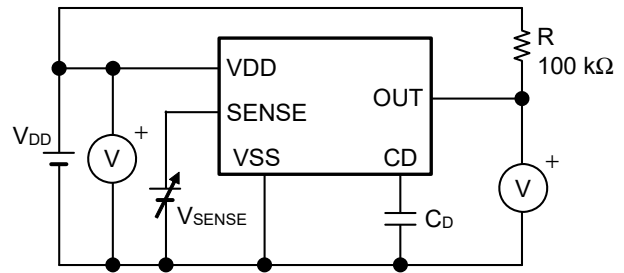 R
100 kΩ
VDD
OUT
SENSE
VDD
V
+
VSS
CD
+
V
VSENSE
CD